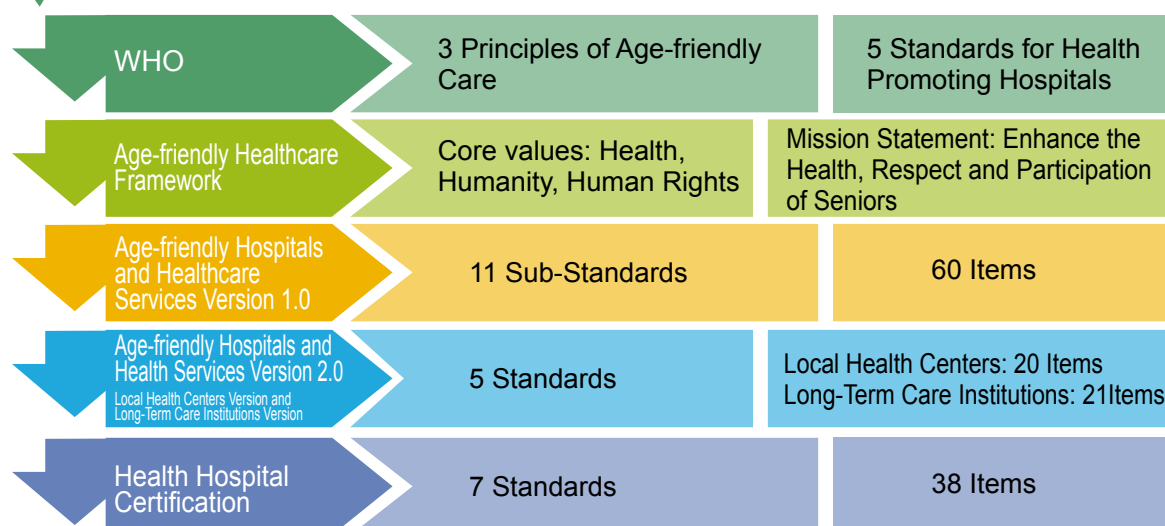 WHO
3 Principles of Age-friendly
Care
5 Standards for Health
Promoting Hospitals
Age-friendly Healthcare
Framework
Core values: Health,
Humanity, Human Rights
Mission Statement: Enhance the
Health, Respect and Participation
of Seniors
Age-friendly Hospitals
and Healthcare
Services Version 1.0
11 Sub-Standards
60 Items
Age-friendly Hospitals and
Health Services Version 2.0
Local Health Centers Version and
Long-Term Care Institutions Version
5 Standards
Local Health Centers: 20 Items
Long-Term Care Institutions: 21Items
Health Hospital
Certification
7 Standards
38 Items